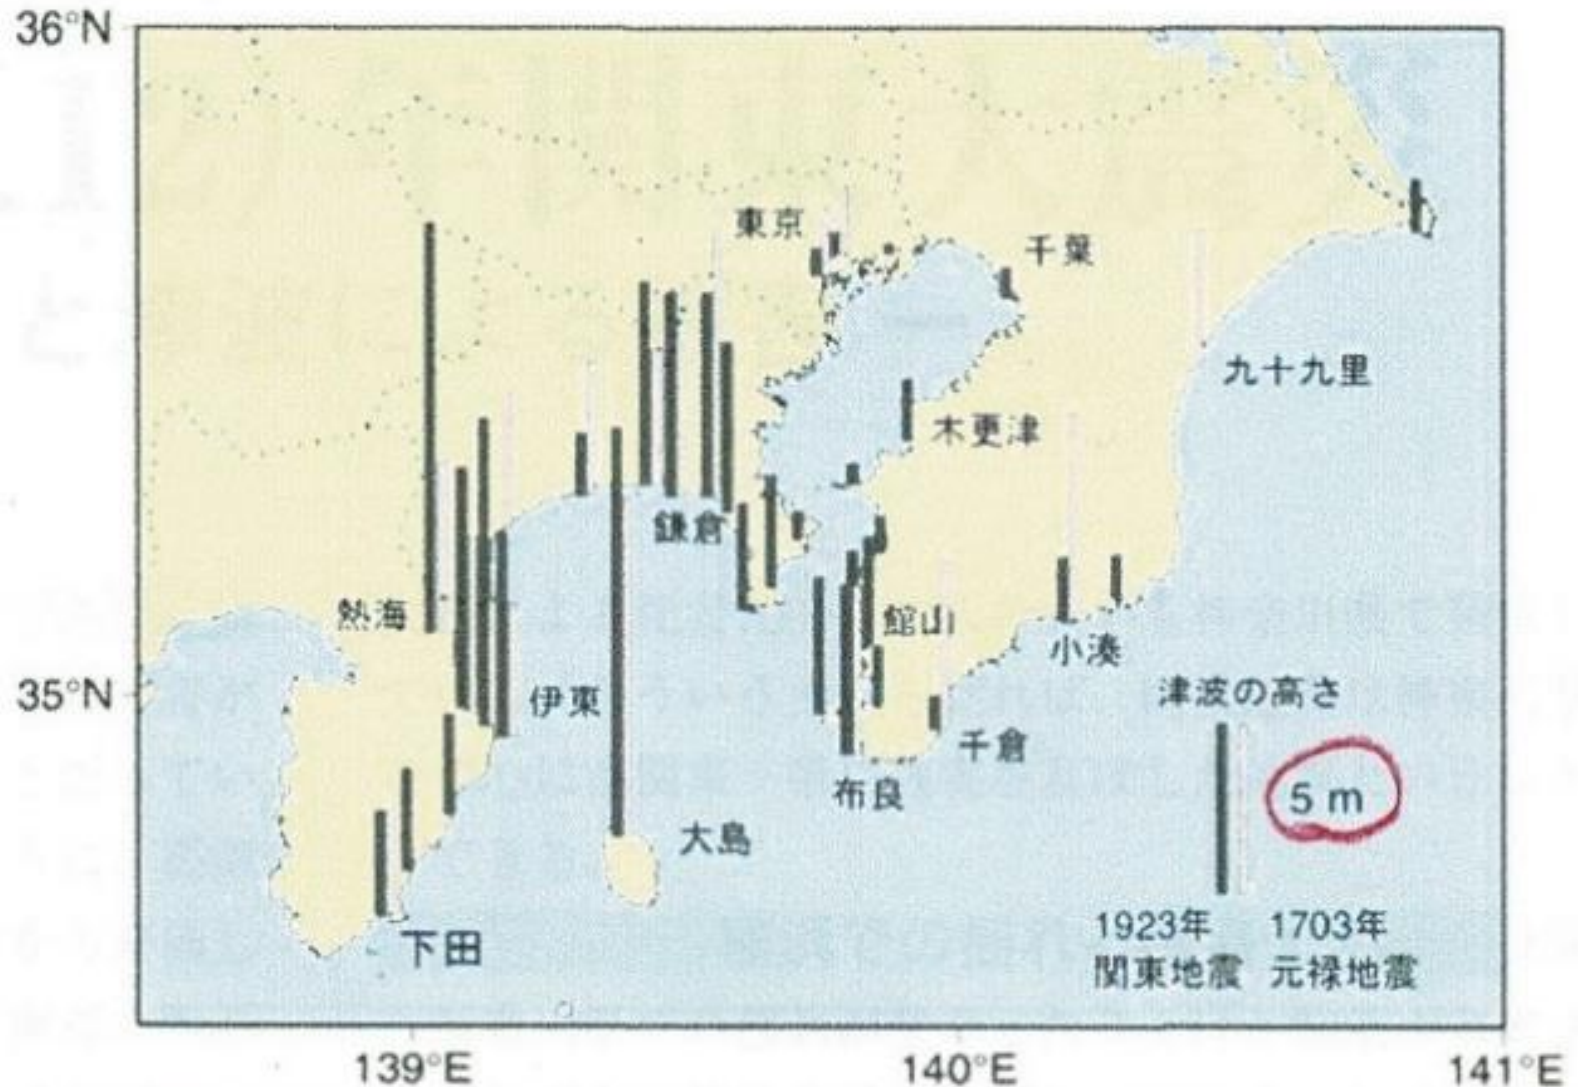 36°N
東京
千葉
九十九里
木更津
鎌倉
熱海
館山
小湊
35°N
伊東
津波の高さ
千倉
5 m
布良
大島
1923年 1703年
関東地震 元禄地震
下田
139°E
140°E
141°E